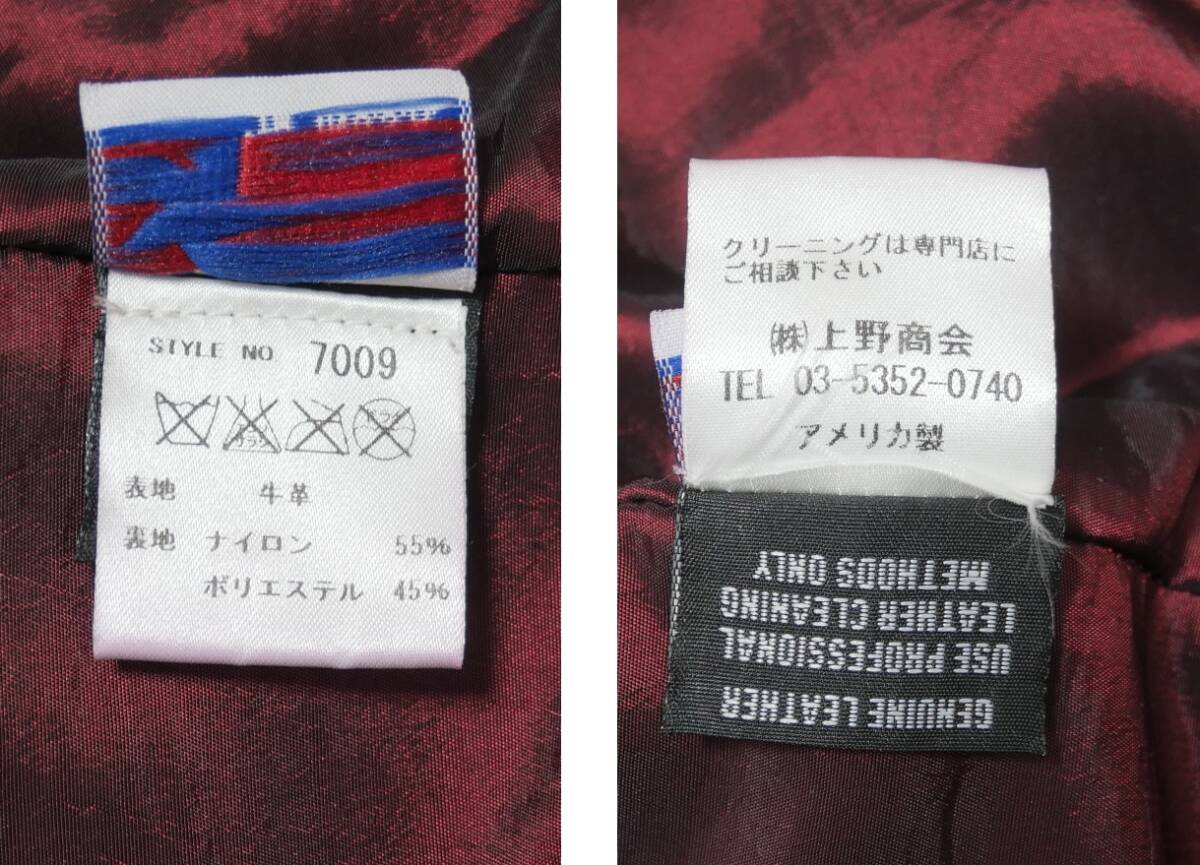 STYLE NO 7009
ドライ
表地 牛革
裏地 ナイロン 55%
ポリエステル 45%
クリーニングは専門店に
ご相談下さい
㈱上野商会
TEL 03-5352-0740
アメリカ製
GENUINE LEATHER
USE PROFESSIONAL
LEATHER CLEANING
METHODS ONLY